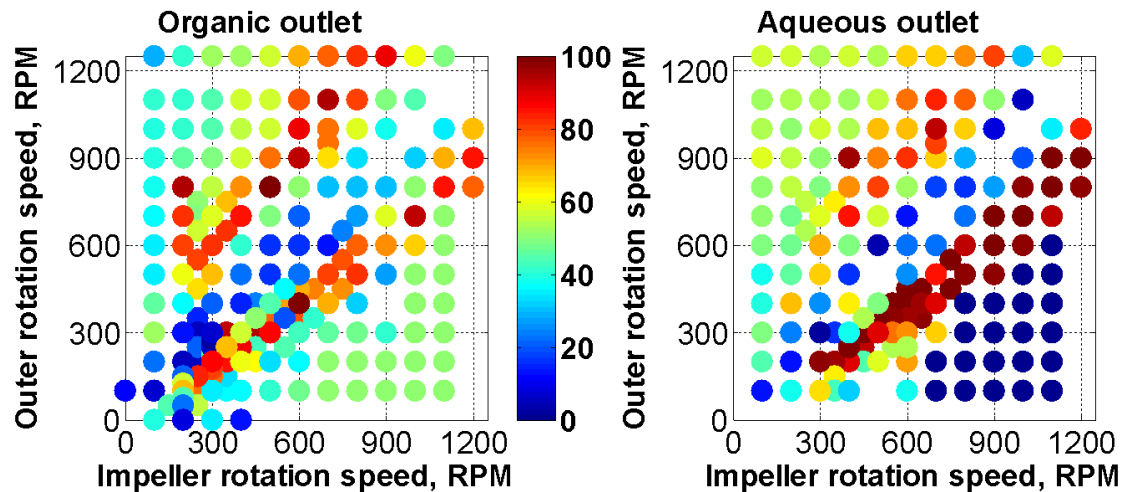 Organic outlet
Aqueous outlet
Outer rotation speed, RPM
1200
900
600
300
0
0 300 600 900 1200
Impeller rotation speed, RPM
100
80
60
40
20
0
Outer rotation speed, RPM
1200
900
600
300
0
0 300 600 900 1200
Impeller rotation speed, RPM